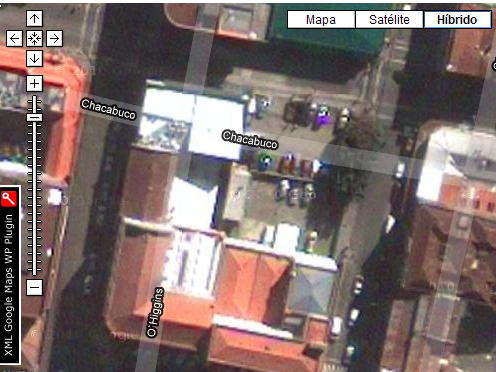 Mapa
Satélite
Híbrido
Chacabuco
Chacabuco
O'Higgins
XML Google Maps WP Plugin